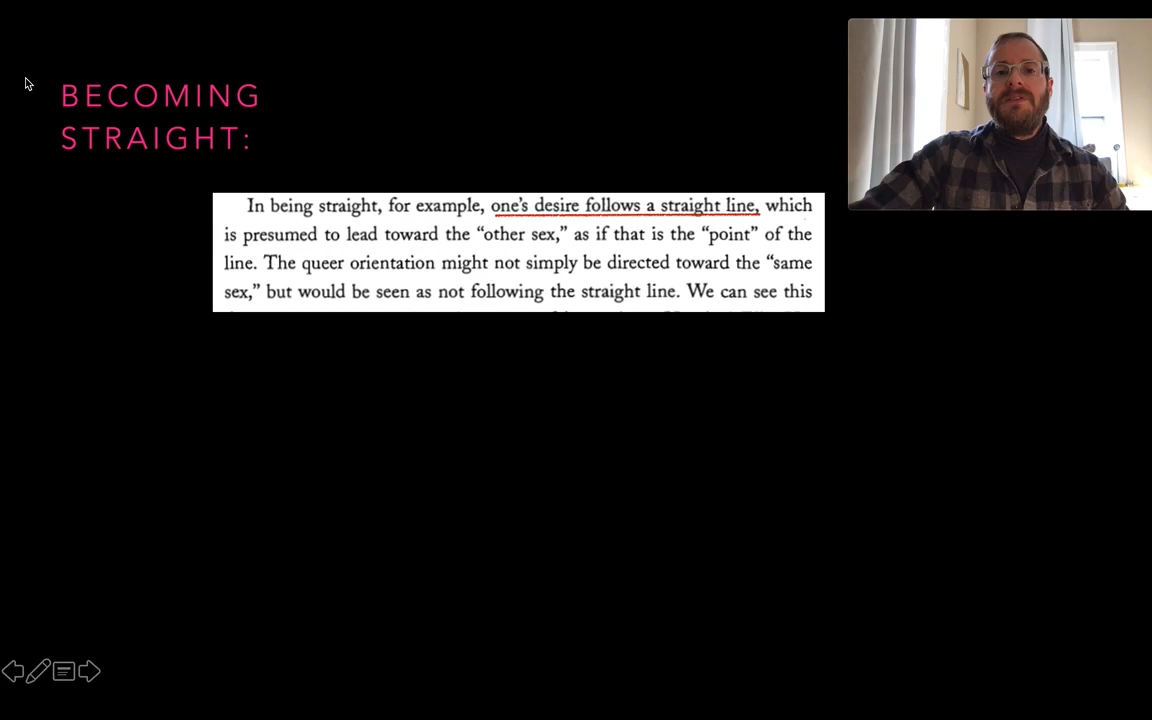 BECOMING
STRAIGHT:
In being straight, for example, one's desire follows a straight line, which
is presumed to lead toward the “other sex,” as if that is the “point” of the
line. The queer orientation might not simply be directed toward the “same
sex,” but would be seen as not following the straight line. We can see this